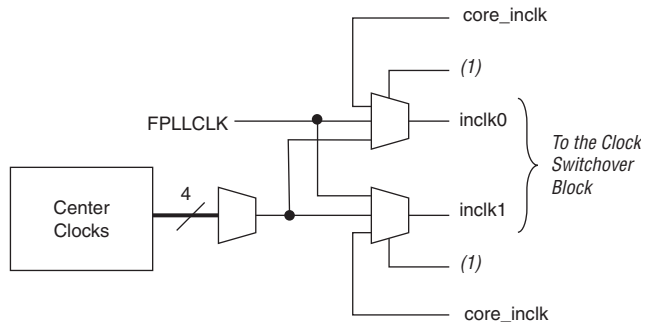 core_inclk
(1)
FPLLCLK
inclk0
To the Clock
Switchover
Block
4
Center
Clocks
inclk1
(1)
core_inclk